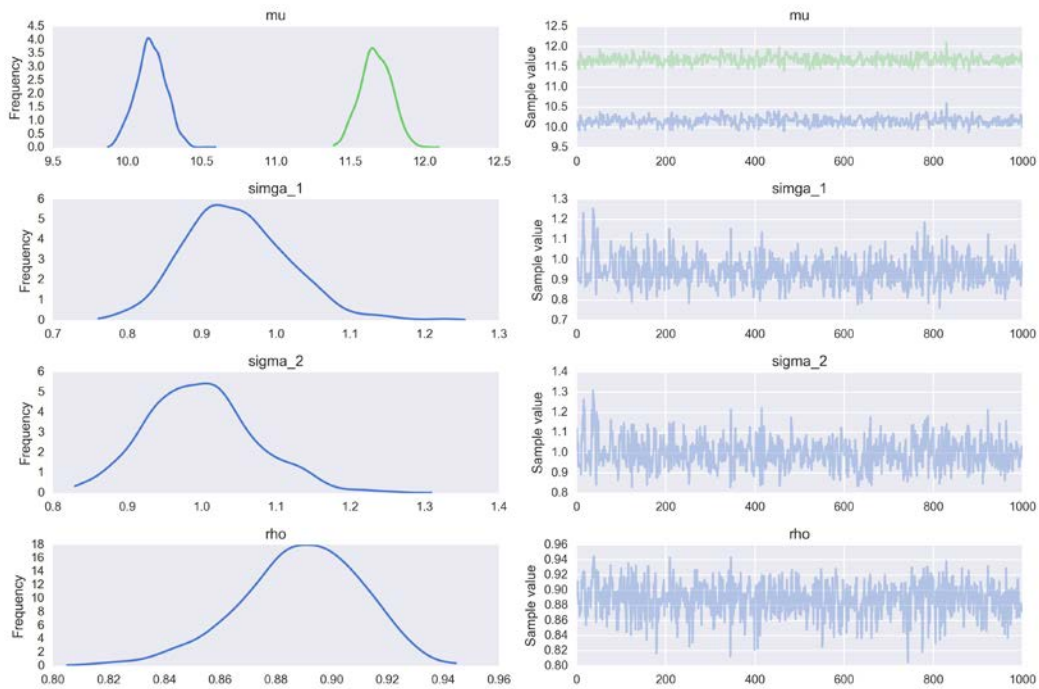 mu
Frequency
4.5
4.0
3.5
3.0
2.5
2.0
1.5
1.0
0.5
0.0
9.5 10.0 10.5 11.0 11.5 12.0 12.5
mu
Sample value
12.5
12.0
11.5
11.0
10.5
10.0
9.5
0 200 400 600 800 1000
simga_1
Frequency
6
5
4
3
2
1
0
0.7 0.8 0.9 1.0 1.1 1.2 1.3
simga_1
Sample value
1.3
1.2
1.1
1.0
0.9
0.8
0.7
0 200 400 600 800 1000
sigma_2
Frequency
6
5
4
3
2
1
0
0.8 0.9 1.0 1.1 1.2 1.3 1.4
sigma_2
Sample value
1.4
1.3
1.2
1.1
1.0
0.9
0.8
0 200 400 600 800 1000
rho
Frequency
18
16
14
12
10
8
6
4
2
0
0.80 0.82 0.84 0.86 0.88 0.90 0.92 0.94 0.96
rho
Sample value
0.96
0.94
0.92
0.90
0.88
0.86
0.84
0.82
0.80
0 200 400 600 800 1000